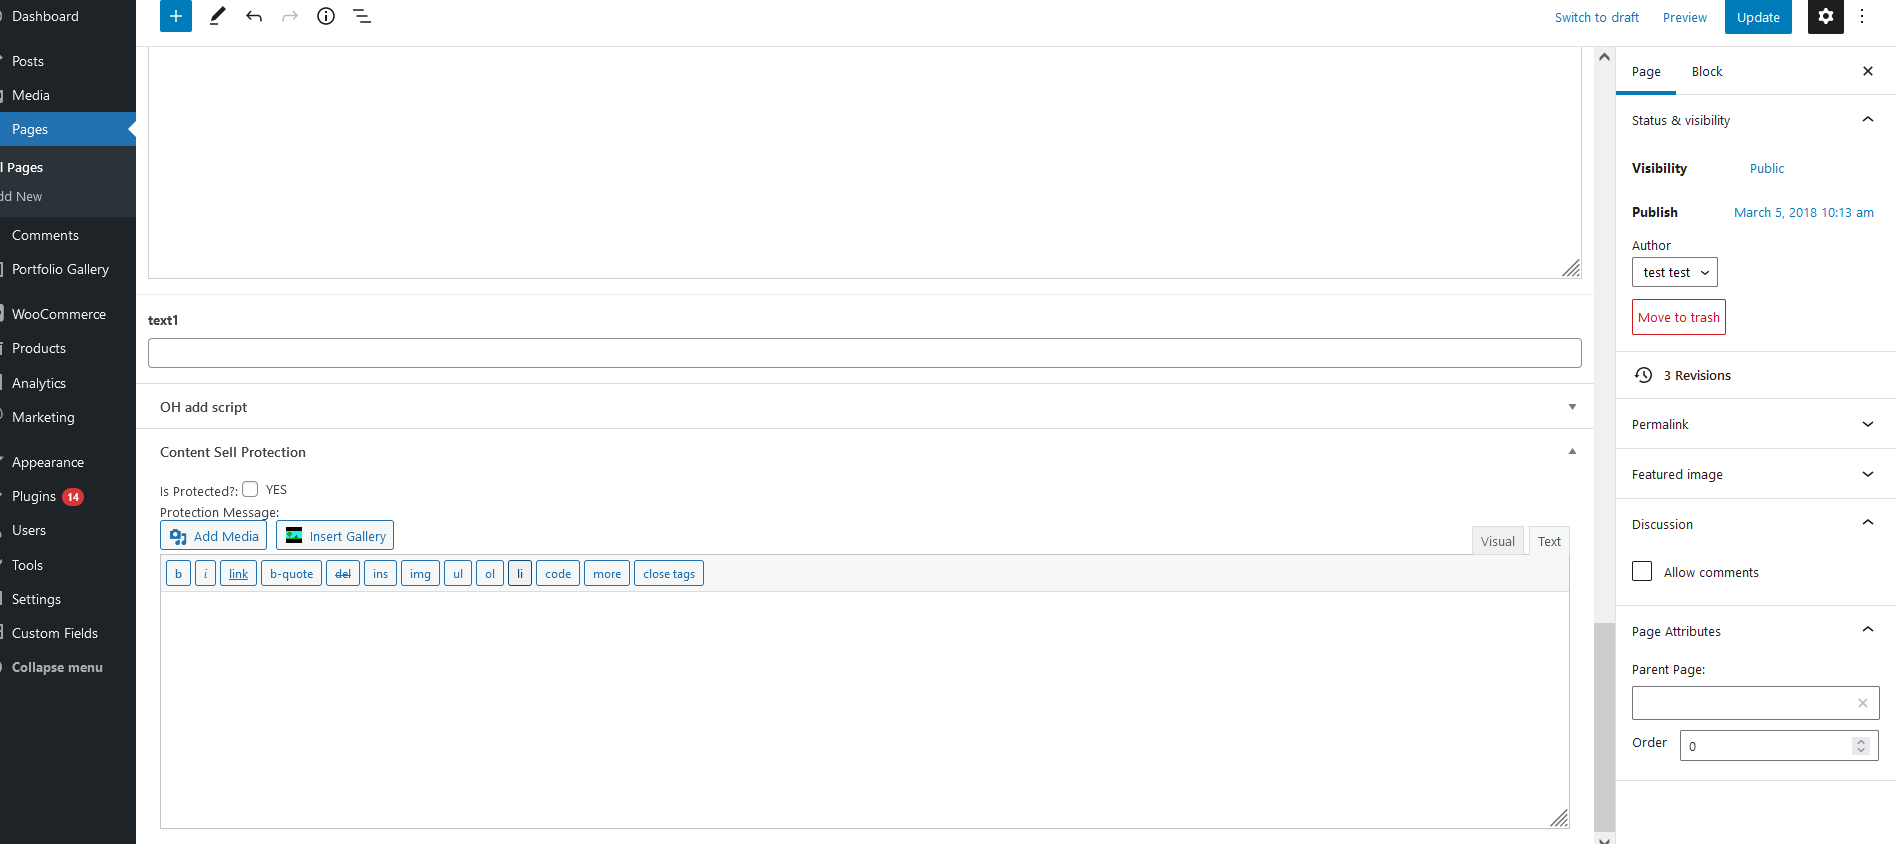 Dashboard
Posts
Media
Pages
l Pages
dd New
Comments
Portfolio Gallery
WooCommerce
Products
Analytics
Marketing
Appearance
Plugins 14
Users
Tools
Settings
Custom Fields
Collapse menu
Switch to draft Preview Update
text1
OH add script
Content Sell Protection
Is Protected?: YES
Protection Message:
Add Media Insert Gallery
Visual Text
b i link b-quote del ins img ul ol li code more close tags
Page Block
Status & visibility
Visibility Public
Publish March 5, 2018 10:13 am
Author
test test
Move to trash
3 Revisions
Permalink
Featured image
Discussion
Allow comments
Page Attributes
Parent Page:
Order 0